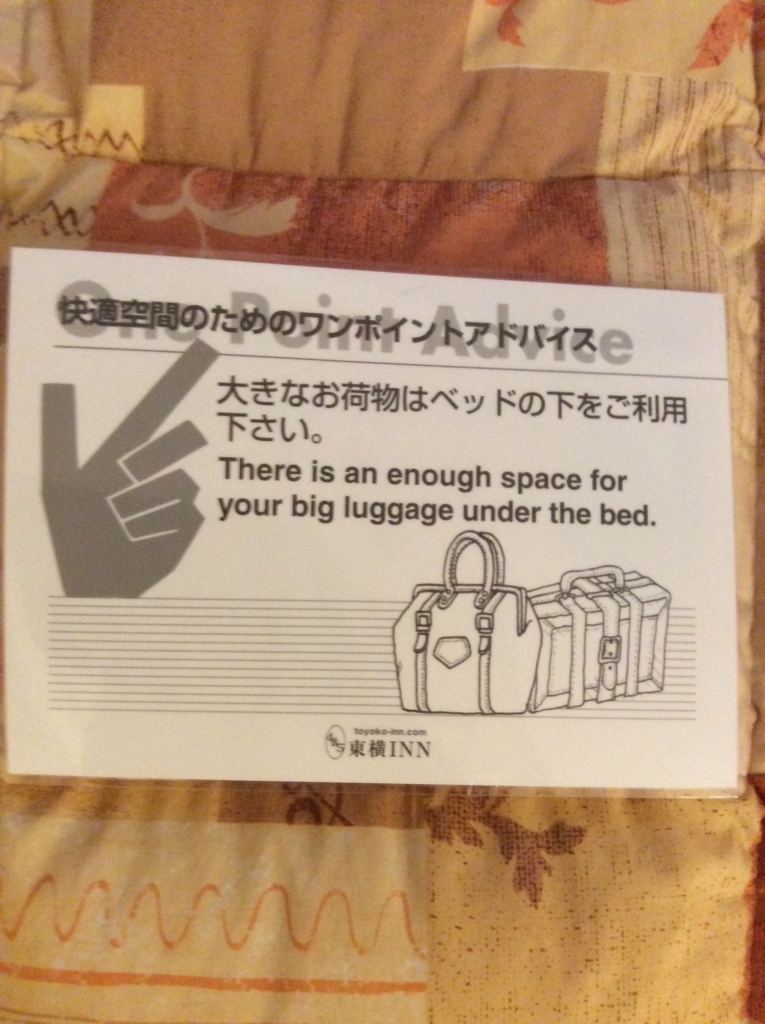 One Point Advice
快適空間のためのワンポイントアドバイス
大きなお荷物はベッドの下をご利用
下さい。
There is an enough space for
your big luggage under the bed.
toyoko-inn.com
東横INN